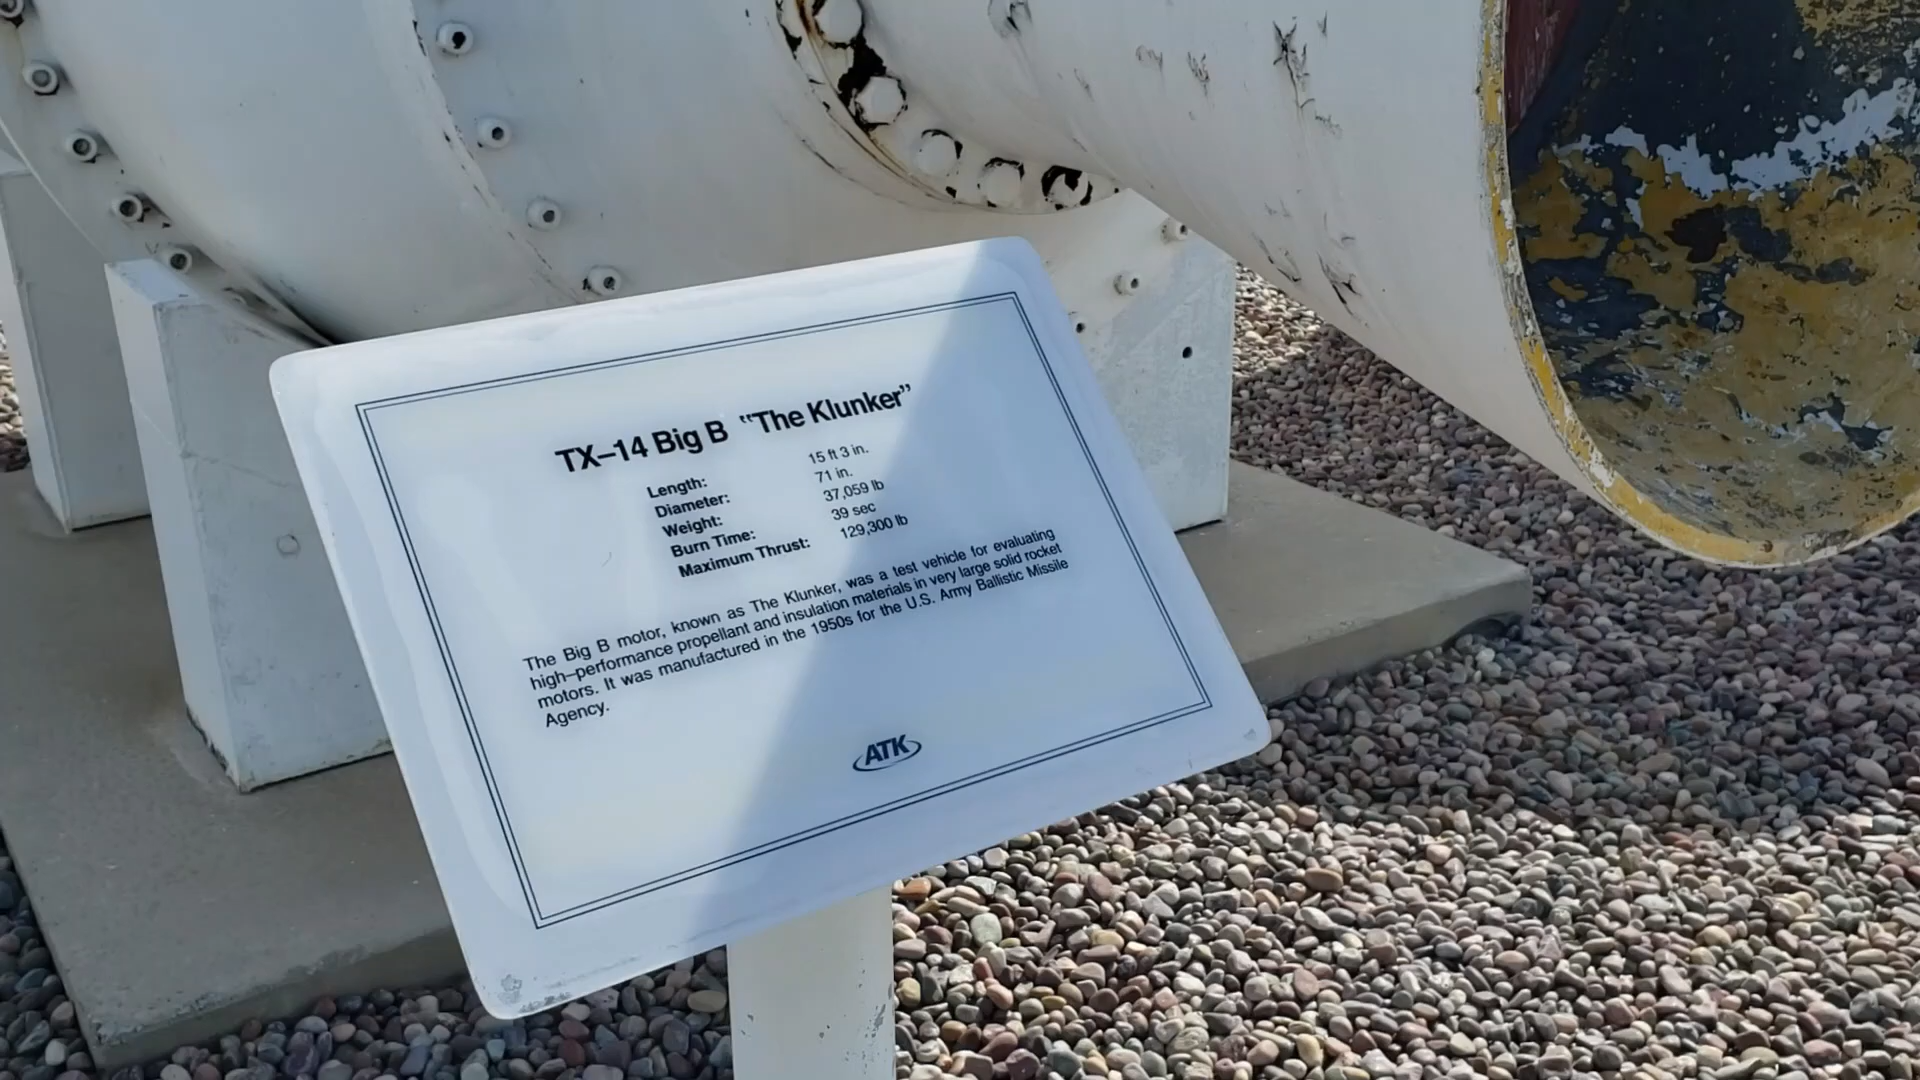 TX–14 Big B "The Klunker"
Length: 15 ft 3 in.
Diameter: 71 in.
Weight: 37,059 lb
Burn Time: 39 sec
Maximum Thrust: 129,300 lb
The Big B motor, known as The Klunker, was a test vehicle for evaluating
high–performance propellant and insulation materials in very large solid rocket
motors. It was manufactured in the 1950s for the U.S. Army Ballistic Missile
Agency.
ATK